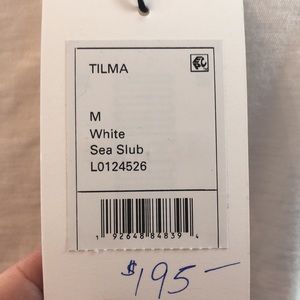 TILMA
M
White
Sea Slub
L0124526
1 92648 84839 4
$195-